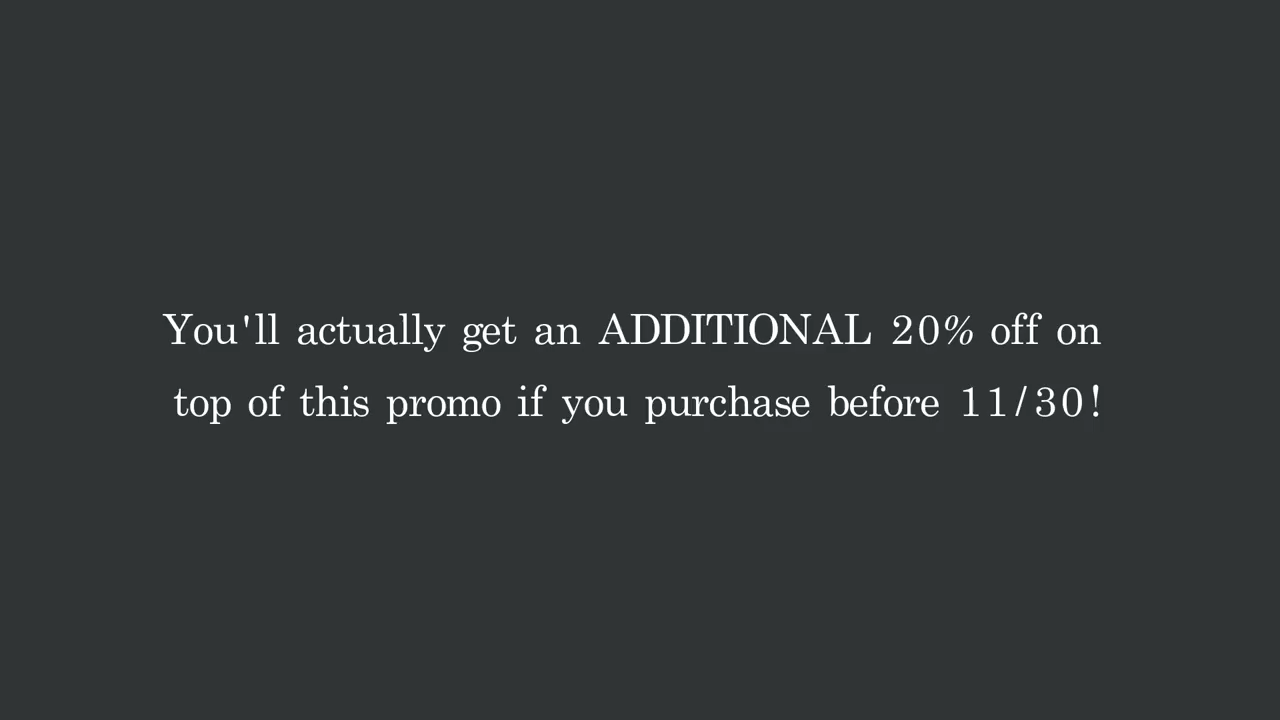 You'll actually get an ADDITIONAL 20% off on
top of this promo if you purchase before 11/30!